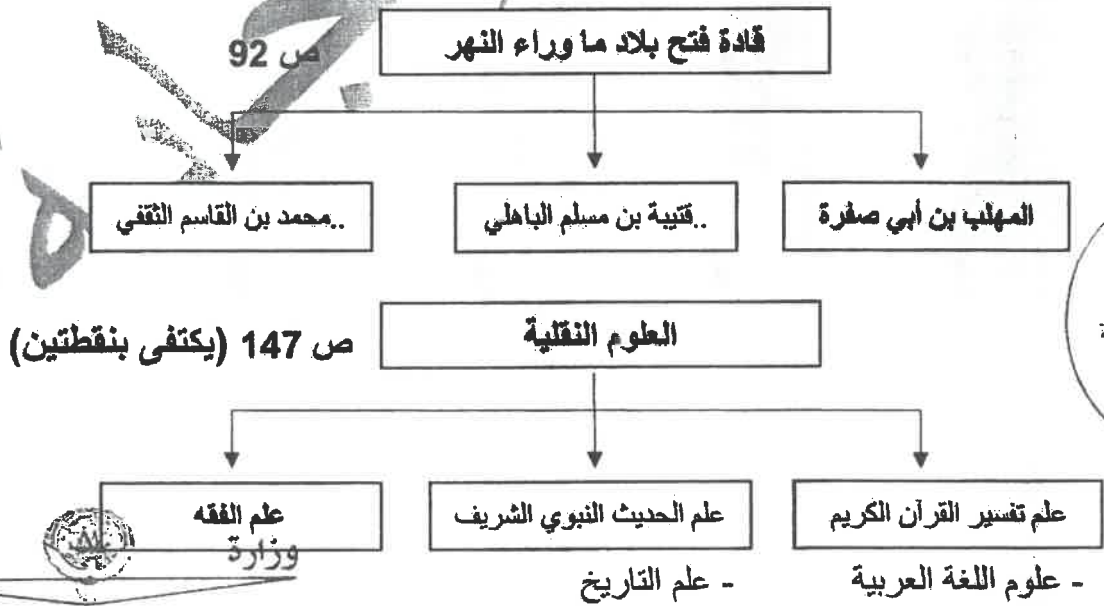 قادة فتح بلاد ما وراء النهر
ص 92
المهلب بن أبي صفرة
..قتيبة بن مسلم الباهلي
..محمد بن القاسم الثقفي
العلوم النقلية
ص 147 (يكتفى بنقطتين)
علم تفسير القرآن الكريم
علم الحديث النبوي الشريف
علم الفقه
وزارة
- علوم اللغة العربية
- علم التاريخ